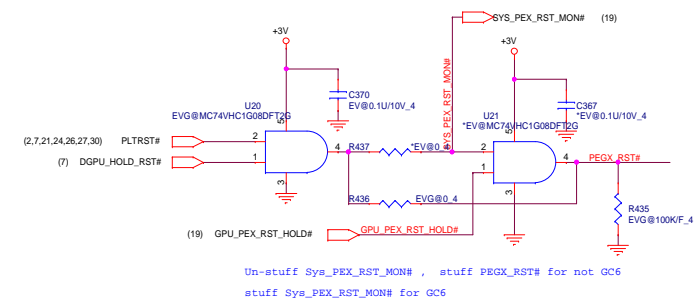 SYS_PEX_RST_MON# (19)
+3V
+3V
SYS_PEX_RST_MON#
C370
EV@0.1U/10V_4
C367
*EV@0.1U/10V_4
U20
EVG@MC74VHC1G08DFT2G
U21
*EV@MC74VHC1G08DFT2G
5
5
(2,7,21,24,26,27,30) PLTRST# 2
(7) DGPU_HOLD_RST# 1
4 R437 *EV@0_4 2
1
4 PEGX_RST#
3
3
R436 EVG@0_4
R435
EVG@100K/F_4
(19) GPU_PEX_RST_HOLD# GPU_PEX_RST_HOLD#
Un-stuff Sys_PEX_RST_MON# , stuff PEGX_RST# for not GC6
stuff Sys_PEX_RST_MON# for GC6